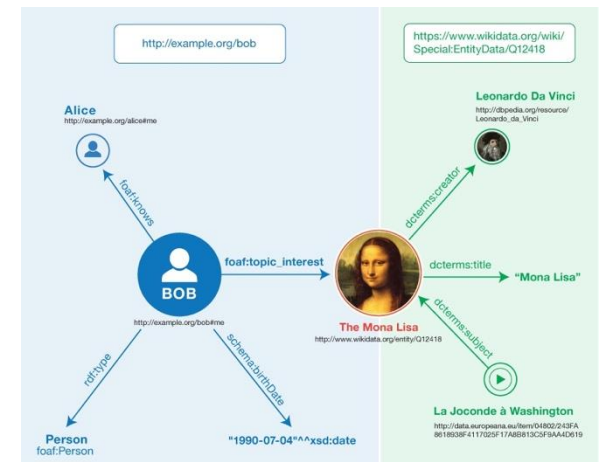 http://example.org/bob
https://www.wikidata.org/wiki/
Special:EntityData/Q12418
Alice
http://example.org/alice#me
Leonardo Da Vinci
http://dbpedia.org/resource/
Leonardo_da_Vinci
foaf:knows
dcterms:creator
foaf:topic_interest
dcterms:title
"Mona Lisa"
BOB
http://example.org/bob#me
The Mona Lisa
http://www.wikidata.org/entity/Q12418
dcterms:subject
rdf:type
schema:birthDate
La Joconde à Washington
http://data.europeana.eu/item/04802/243FA
8618938F4117025F17A8B813C5F9AA4D619
Person
foaf:Person
"1990-07-04"^^xsd:date